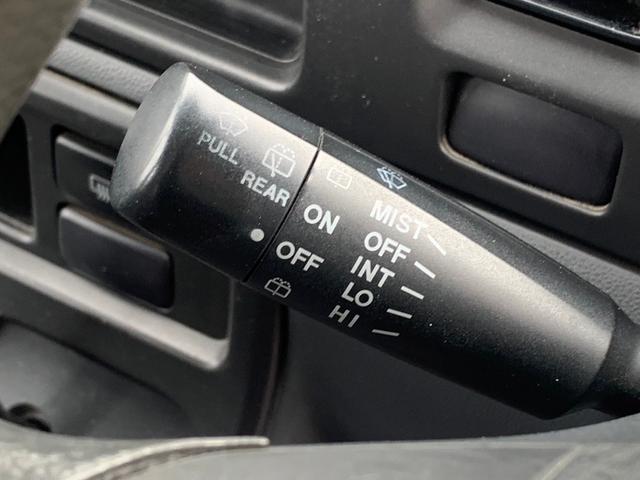 PULL
REAR
ON
OFF
MIST
OFF
INT
LO
HI